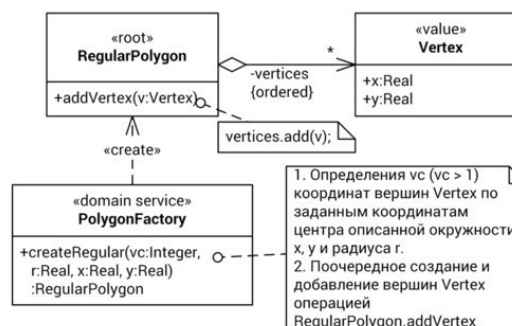 «root»
RegularPolygon
+addVertex(v:Vertex)
*
-vertices
{ordered}
«value»
Vertex
+x:Real
+y:Real
vertices.add(v);
«create»
«domain service»
PolygonFactory
+createRegular(vc:Integer,
r:Real, x:Real, y:Real)
:RegularPolygon
1. Определения vc (vc > 1)
координат вершин Vertex по
заданным координатам
центра описанной окружности
x, y и радиуса r.
2. Поочередное создание и
добавление вершин Vertex
операцией
RegularPolygon.addVertex